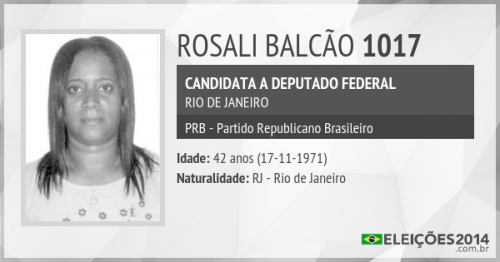 ROSALI BALCÃO 1017
CANDIDATA A DEPUTADO FEDERAL
RIO DE JANEIRO
PRB - Partido Republicano Brasileiro
Idade: 42 anos (17-11-1971)
Naturalidade: RJ - Rio de Janeiro
ELEIÇÕES2014
.com.br